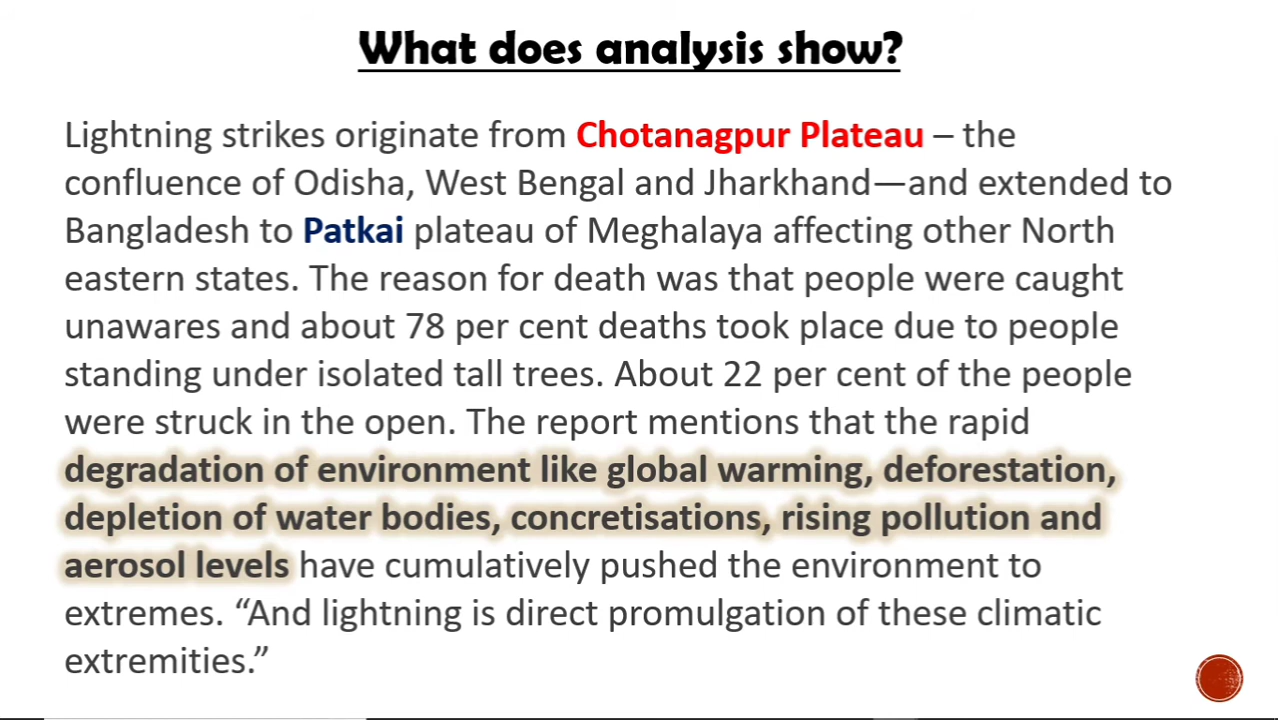 What does analysis show?
Lightning strikes originate from Chotanagpur Plateau – the
confluence of Odisha, West Bengal and Jharkhand—and extended to
Bangladesh to Patkai plateau of Meghalaya affecting other North
eastern states. The reason for death was that people were caught
unawares and about 78 per cent deaths took place due to people
standing under isolated tall trees. About 22 per cent of the people
were struck in the open. The report mentions that the rapid
degradation of environment like global warming, deforestation,
depletion of water bodies, concretisations, rising pollution and
aerosol levels have cumulatively pushed the environment to
extremes. “And lightning is direct promulgation of these climatic
extremities.”